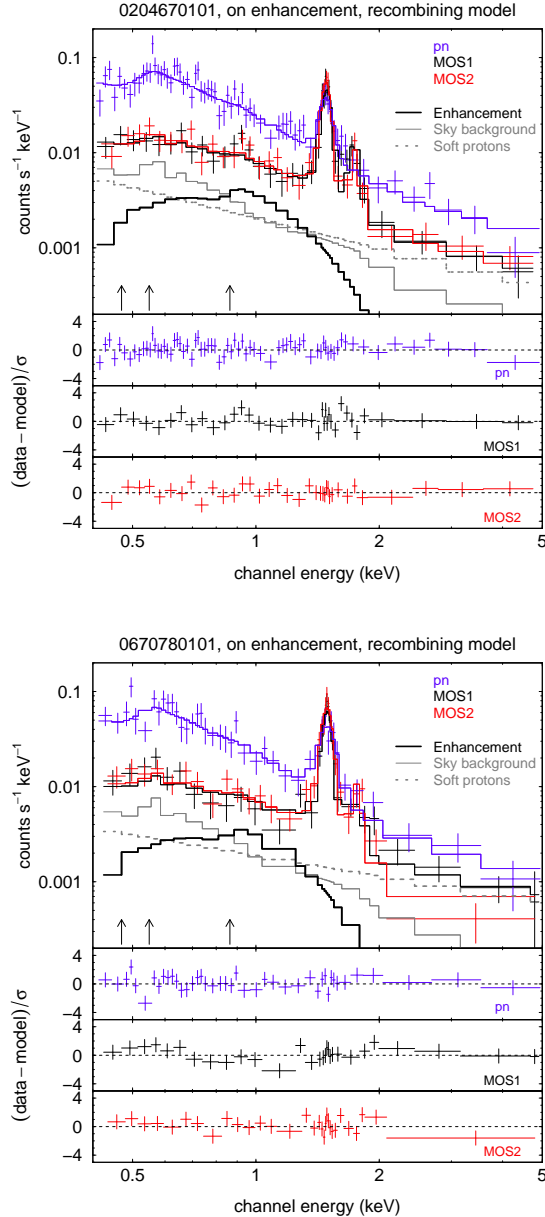 0204670101, on enhancement, recombining model
pn
MOS1
MOS2
Enhancement
Sky background
Soft protons
0.1
0.01
0.001
counts s⁻¹ keV⁻¹
4
0
−4
pn
4
0
−4
MOS1
4
0
−4
MOS2
(data−model)/σ
0.5
1
2
5
channel energy (keV)
0670780101, on enhancement, recombining model
pn
MOS1
MOS2
Enhancement
Sky background
Soft protons
0.1
0.01
0.001
counts s⁻¹ keV⁻¹
4
0
−4
pn
4
0
−4
MOS1
4
0
−4
MOS2
(data−model)/σ
0.5
1
2
5
channel energy (keV)